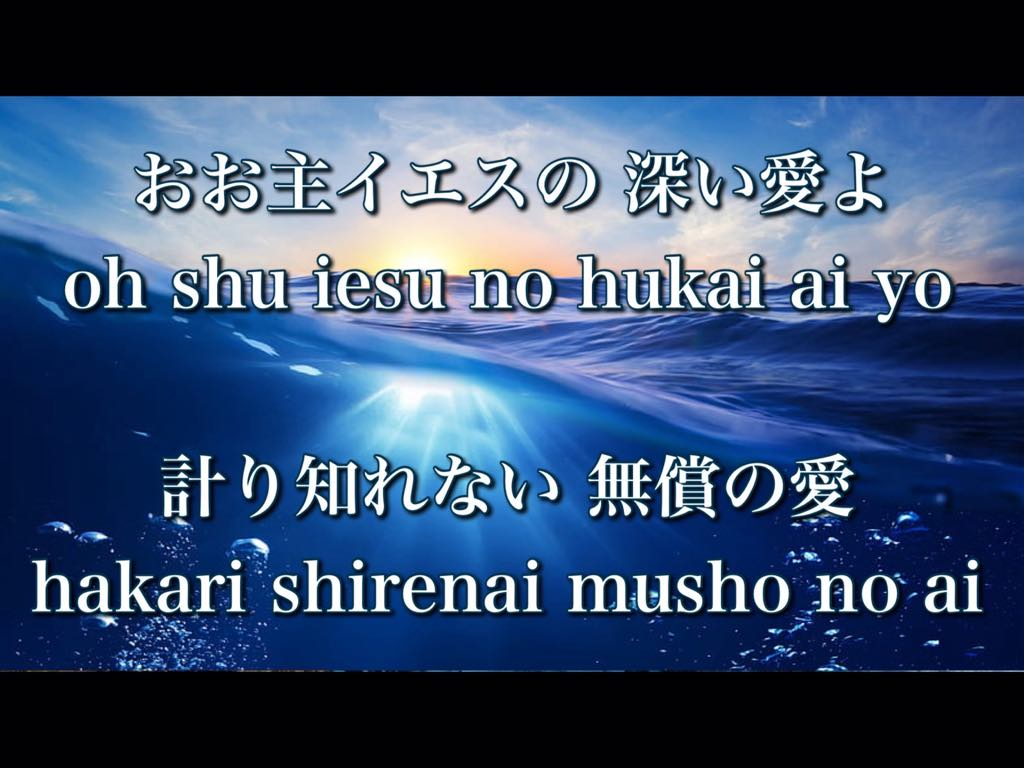 おお主イエスの 深い愛よ
oh shu iesu no hukai ai yo
計り知れない 無償の愛
hakari shirenai musho no ai